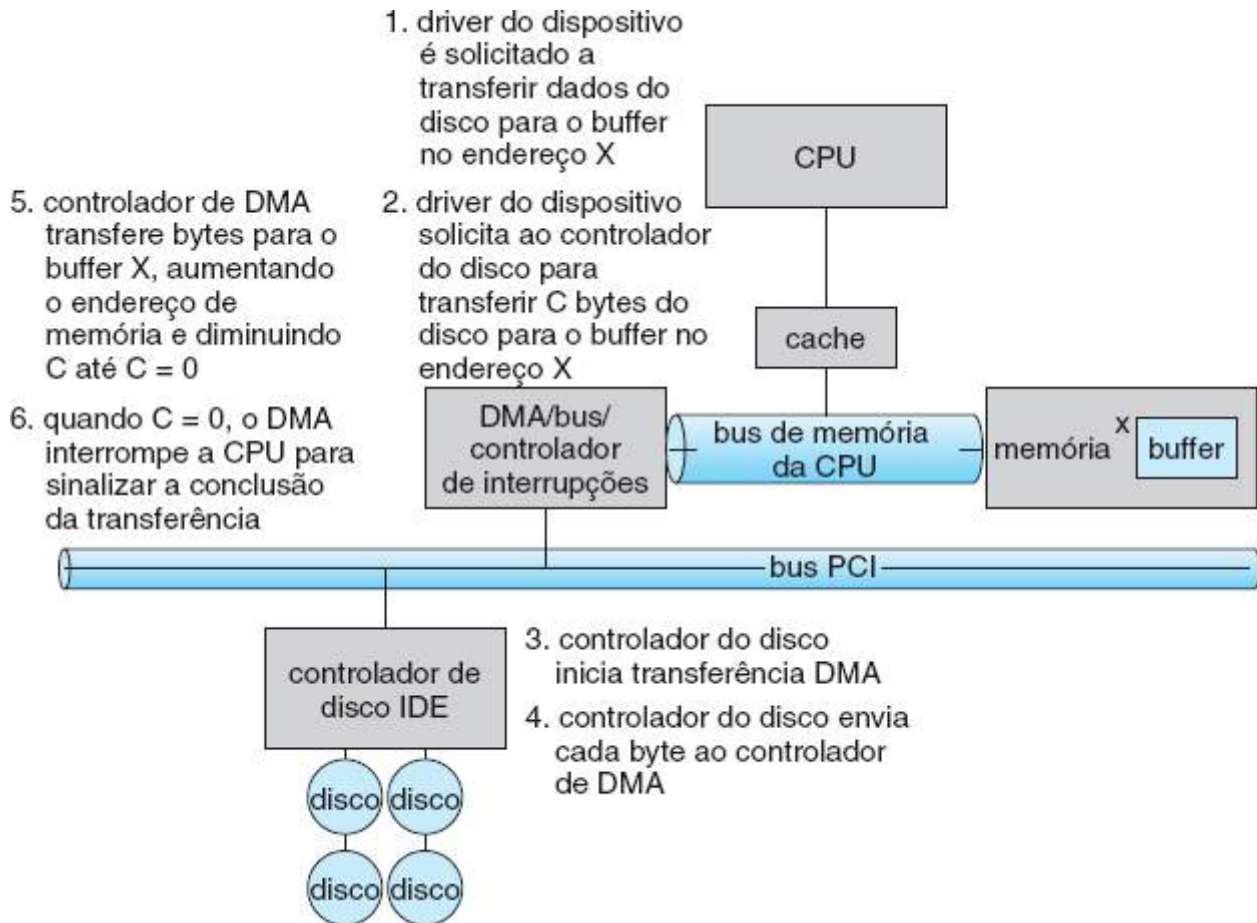 1. driver do dispositivo
é solicitado a
transferir dados do
disco para o buffer
no endereço X
CPU
5. controlador de DMA
transfere bytes para o
buffer X, aumentando
o endereço de
memória e diminuindo
C até C = 0
2. driver do dispositivo
solicita ao controlador
do disco para
transferir C bytes do
disco para o buffer no
endereço X
cache
6. quando C = 0, o DMA
interrompe a CPU para
sinalizar a conclusão
da transferência
DMA/bus/
controlador
de interrupções
bus de memória
da CPU
memória
x
buffer
bus PCI
controlador de
disco IDE
3. controlador do disco
inicia transferência DMA
4. controlador do disco envia
cada byte ao controlador
de DMA
disco
disco
disco
disco